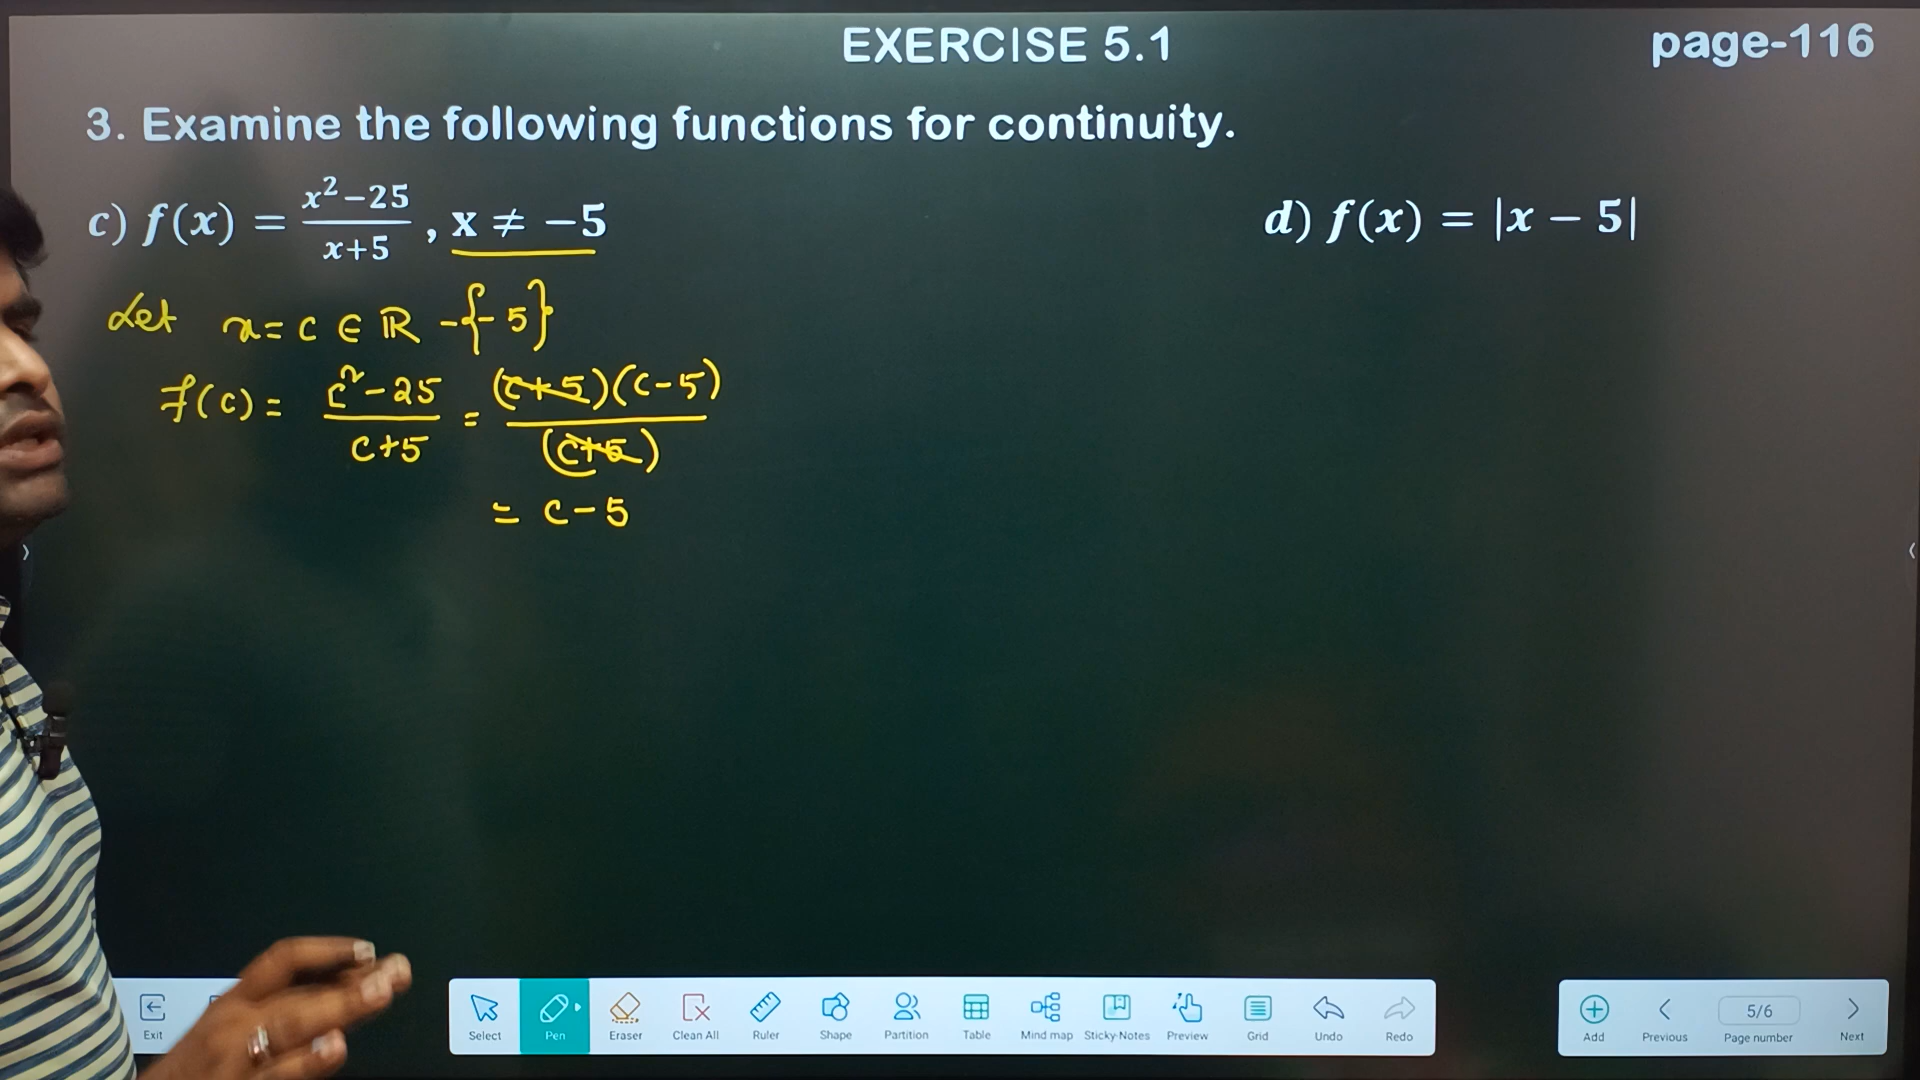 EXERCISE 5.1
page-116
3. Examine the following functions for continuity.
c) f(x) = x²−25 / x+5 , x ≠ −5
d) f(x) = |x − 5|
Let x = c ∈ ℝ - {-5}
f(c) = c²-25 / c+5 = (c+5)(c-5) / (c+5)
= c-5
Exit
Select Pen Eraser Clean All Ruler Shape Partition Table Mind map Sticky-Notes Preview Grid Undo Redo
5/6
Add Previous Page number Next